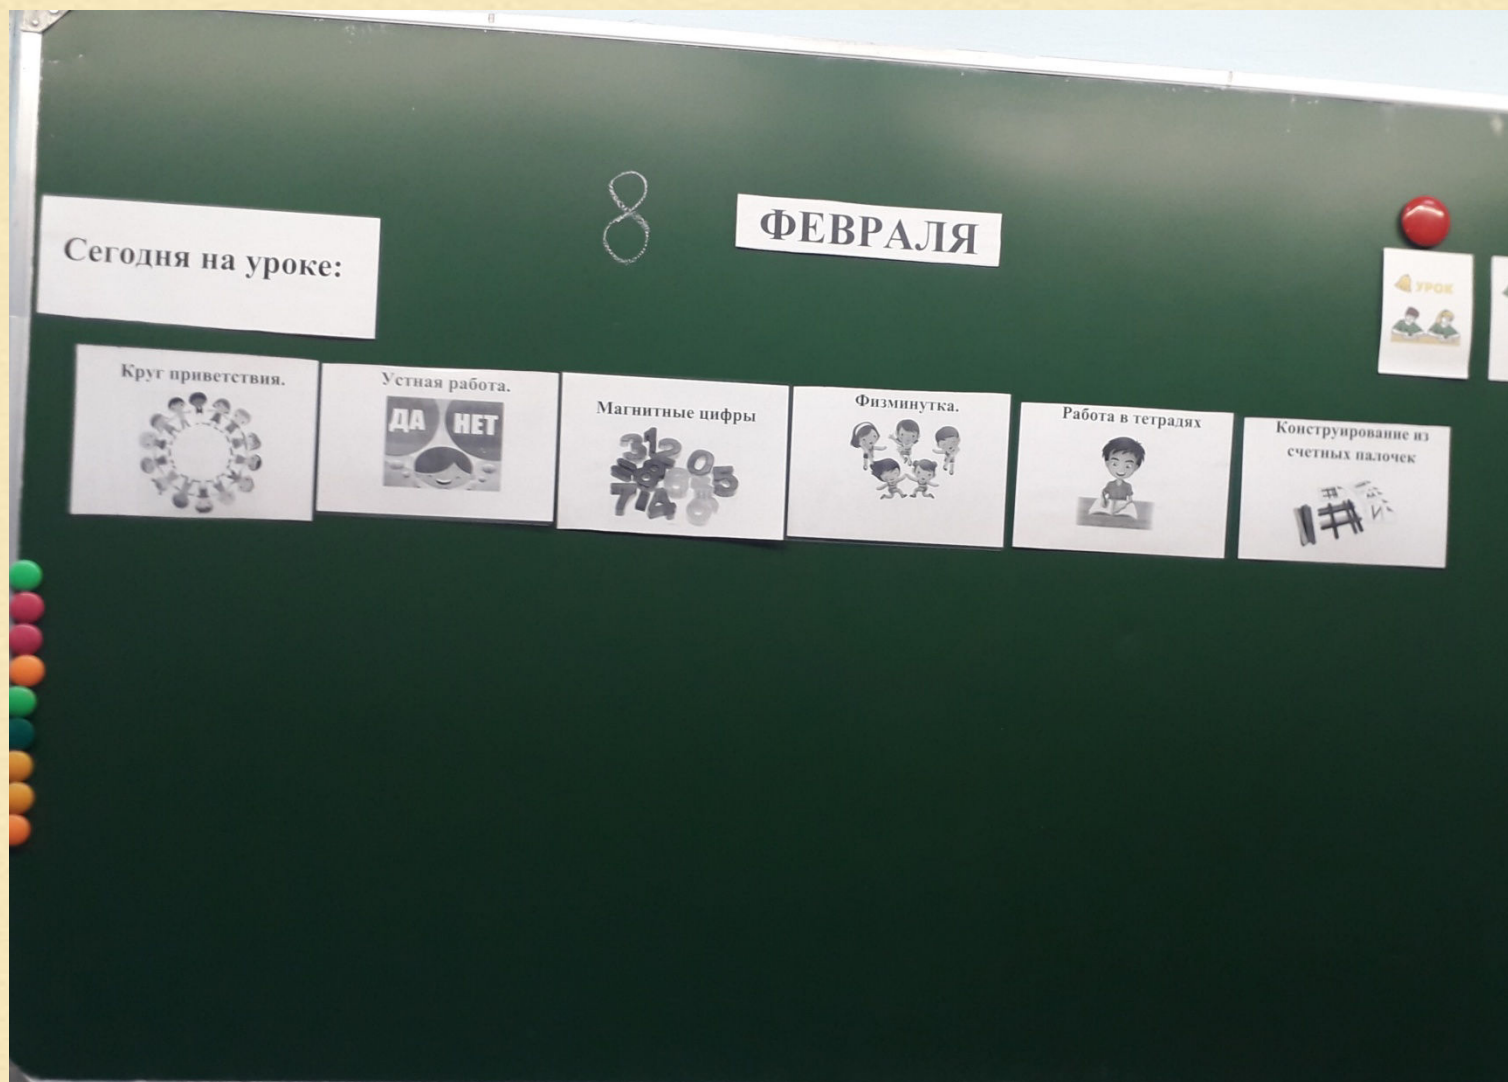 8 ФЕВРАЛЯ
Сегодня на уроке:
УРОК
Круг приветствия.
Устная работа.
ДА НЕТ
Магнитные цифры
Физминутка.
Работа в тетрадях
Конструирование из
счетных палочек